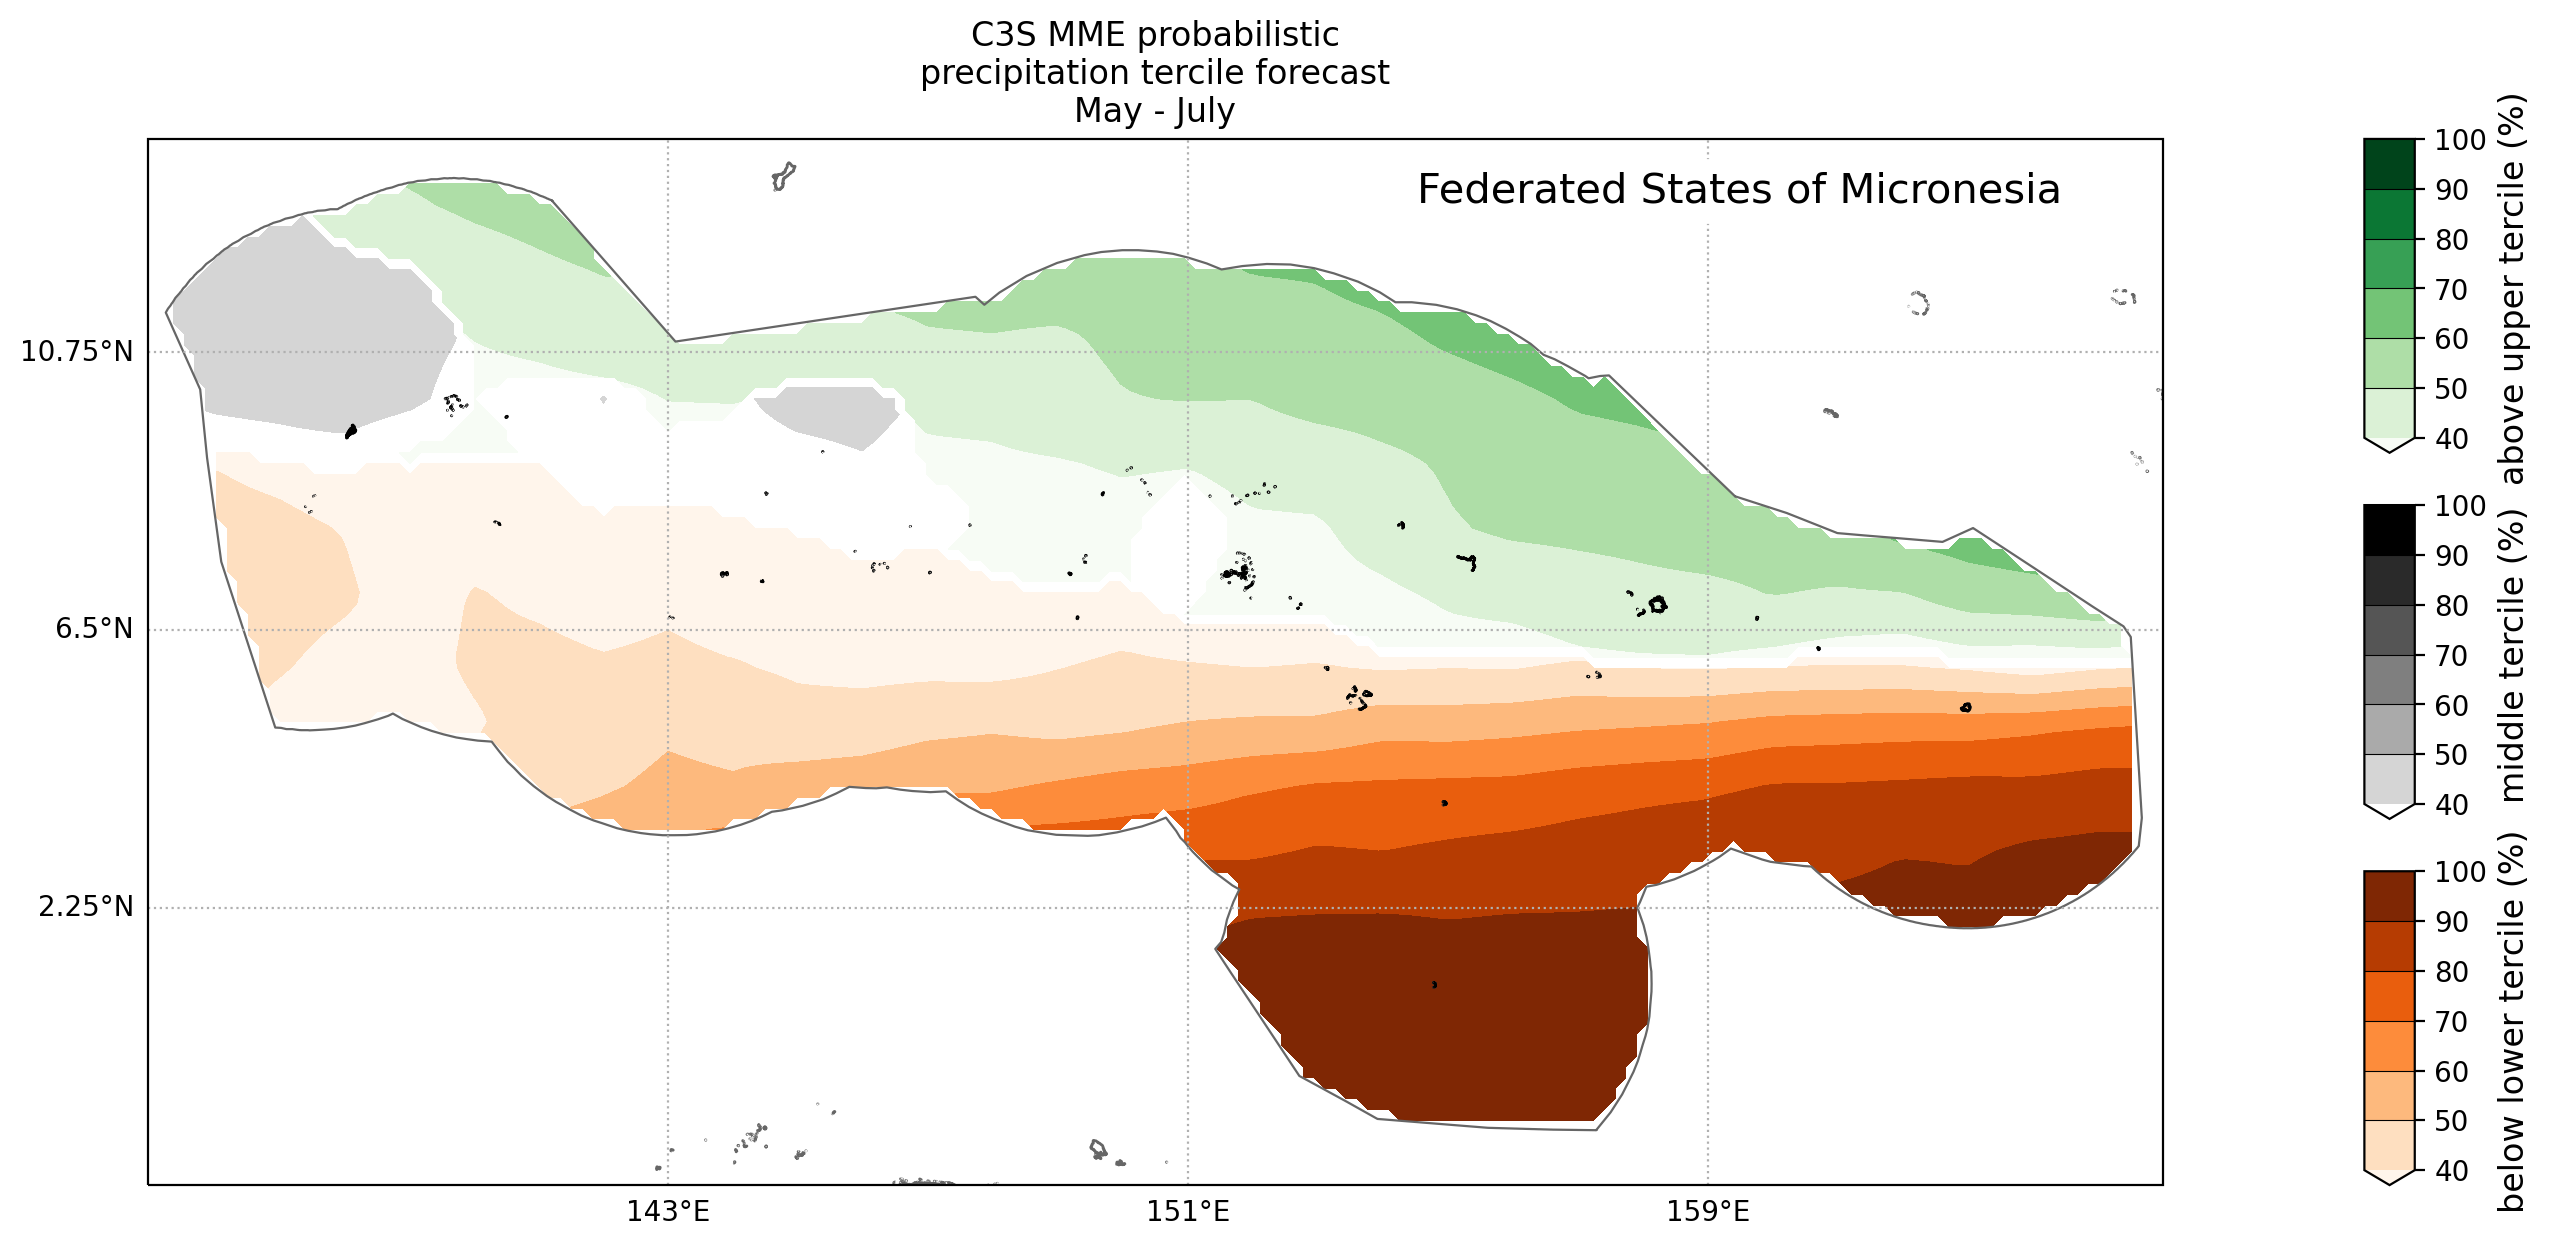 C3S MME probabilistic
precipitation tercile forecast
May - July
Federated States of Micronesia
10.75°N
6.5°N
2.25°N
143°E
151°E
159°E
100
90
80
70
60
50
40
above upper tercile (%)
100
90
80
70
60
50
40
middle tercile (%)
100
90
80
70
60
50
40
below lower tercile (%)